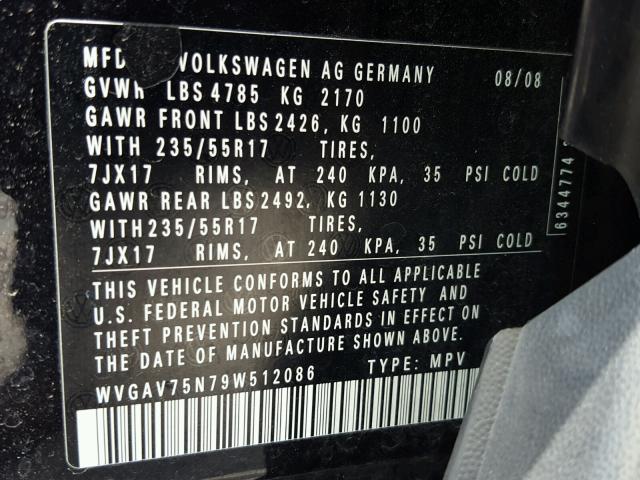 MFD VOLKSWAGEN AG GERMANY 08/08
GVWR LBS 4785 KG 2170
GAWR FRONT LBS 2426, KG 1100
WITH 235/55R17 TIRES,
7JX17 RIMS, AT 240 KPA, 35 PSI COLD
GAWR REAR LBS 2492, KG 1130
WITH 235/55R17 TIRES,
7JX17 RIMS, AT 240 KPA, 35 PSI COLD
THIS VEHICLE CONFORMS TO ALL APPLICABLE
U.S. FEDERAL MOTOR VEHICLE SAFETY AND
THEFT PREVENTION STANDARDS IN EFFECT ON
THE DATE OF MANUFACTURE SHOWN ABOVE.
WVGAV75N79W512086 TYPE: MPV
6344774